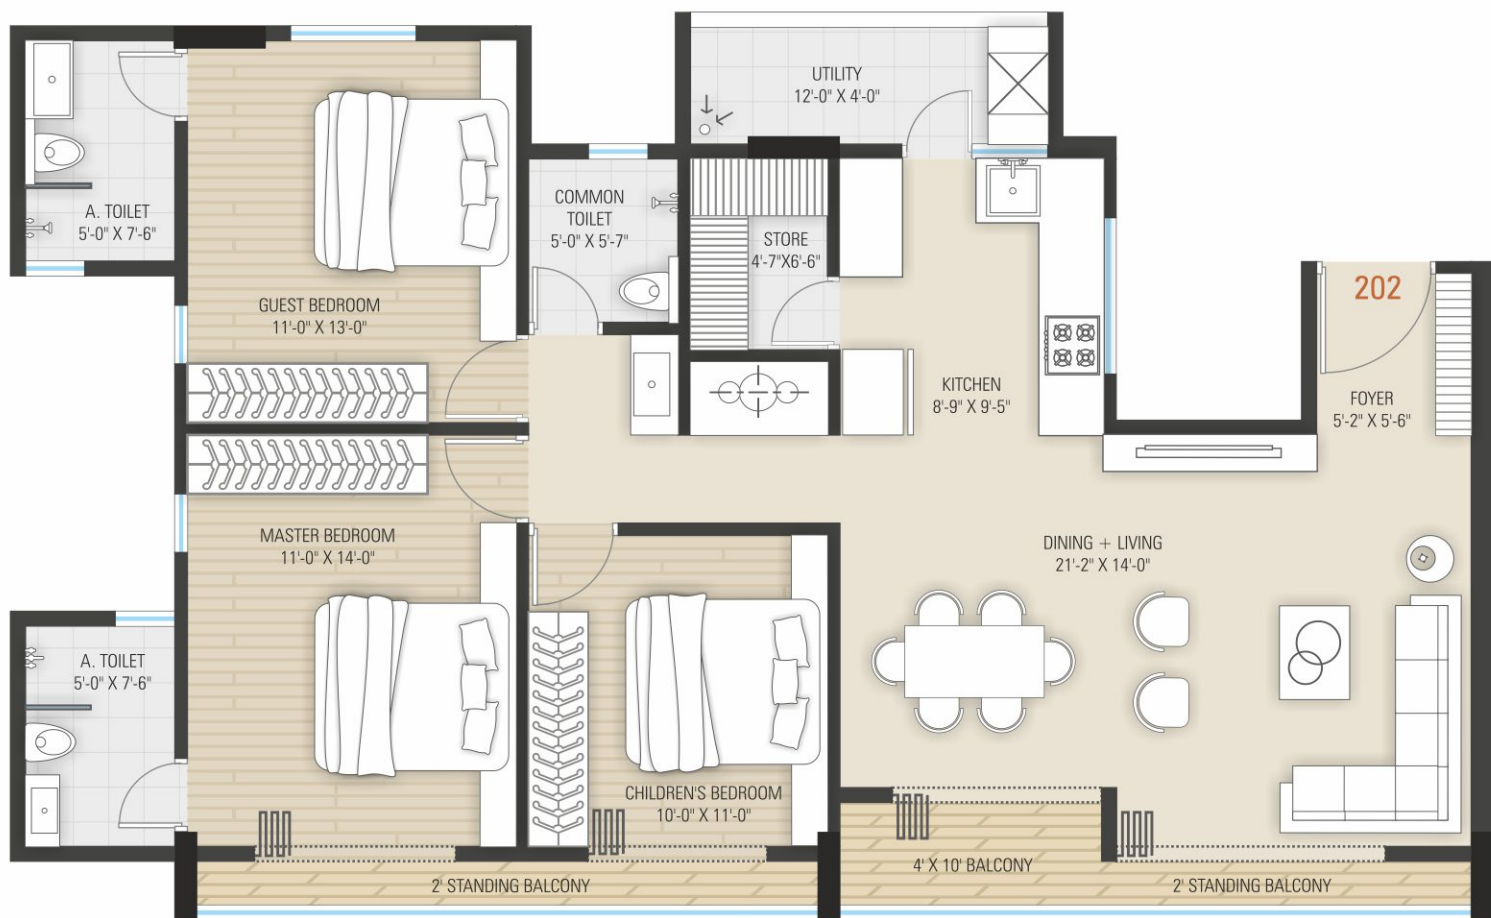 UTILITY
12'-0" X 4'-0"
A. TOILET
5'-0" X 7'-6"
COMMON
TOILET
5'-0" X 5'-7"
STORE
4'-7"X6'-6"
202
GUEST BEDROOM
11'-0" X 13'-0"
KITCHEN
8'-9" X 9'-5"
FOYER
5'-2" X 5'-6"
MASTER BEDROOM
11'-0" X 14'-0"
DINING + LIVING
21'-2" X 14'-0"
A. TOILET
5'-0" X 7'-6"
CHILDREN'S BEDROOM
10'-0" X 11'-0"
4' X 10' BALCONY
2' STANDING BALCONY
2' STANDING BALCONY